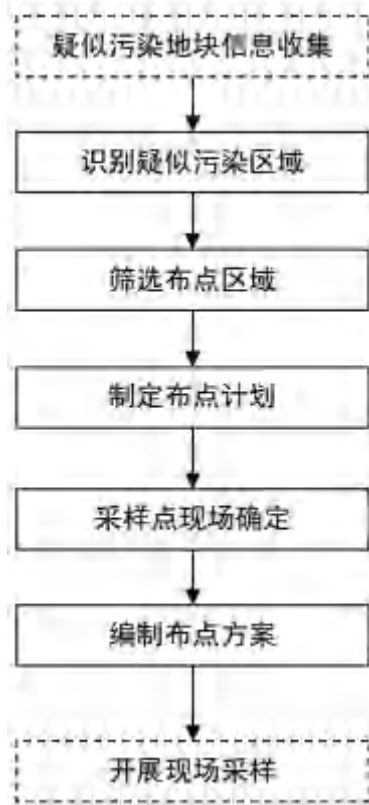 疑似污染地块信息收集
识别疑似污染区域
筛选布点区域
制定布点计划
采样点现场确定
编制布点方案
开展现场采样